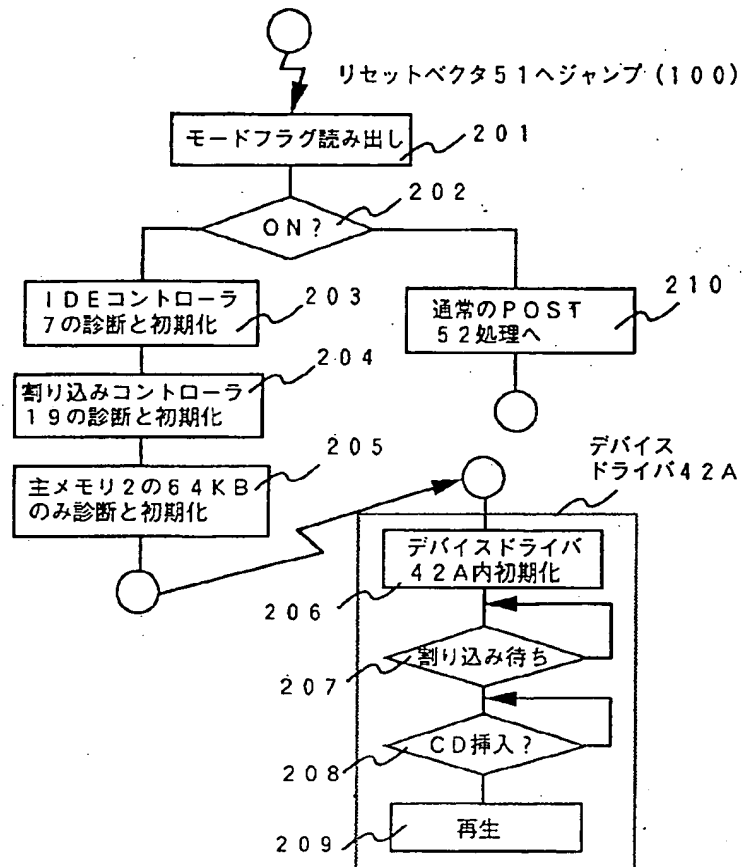 リセットベクタ51へジャンプ(100)
モードフラグ読み出し
201
202
ON?
IDEコントローラ
7の診断と初期化
203
通常のPOST
52処理へ
210
割り込みコントローラ
19の診断と初期化
204
主メモリ2の64KB
のみ診断と初期化
205
デバイス
ドライバ42A
デバイスドライバ
42A内初期化
206
割り込み待ち
207
CD挿入?
208
再生
209